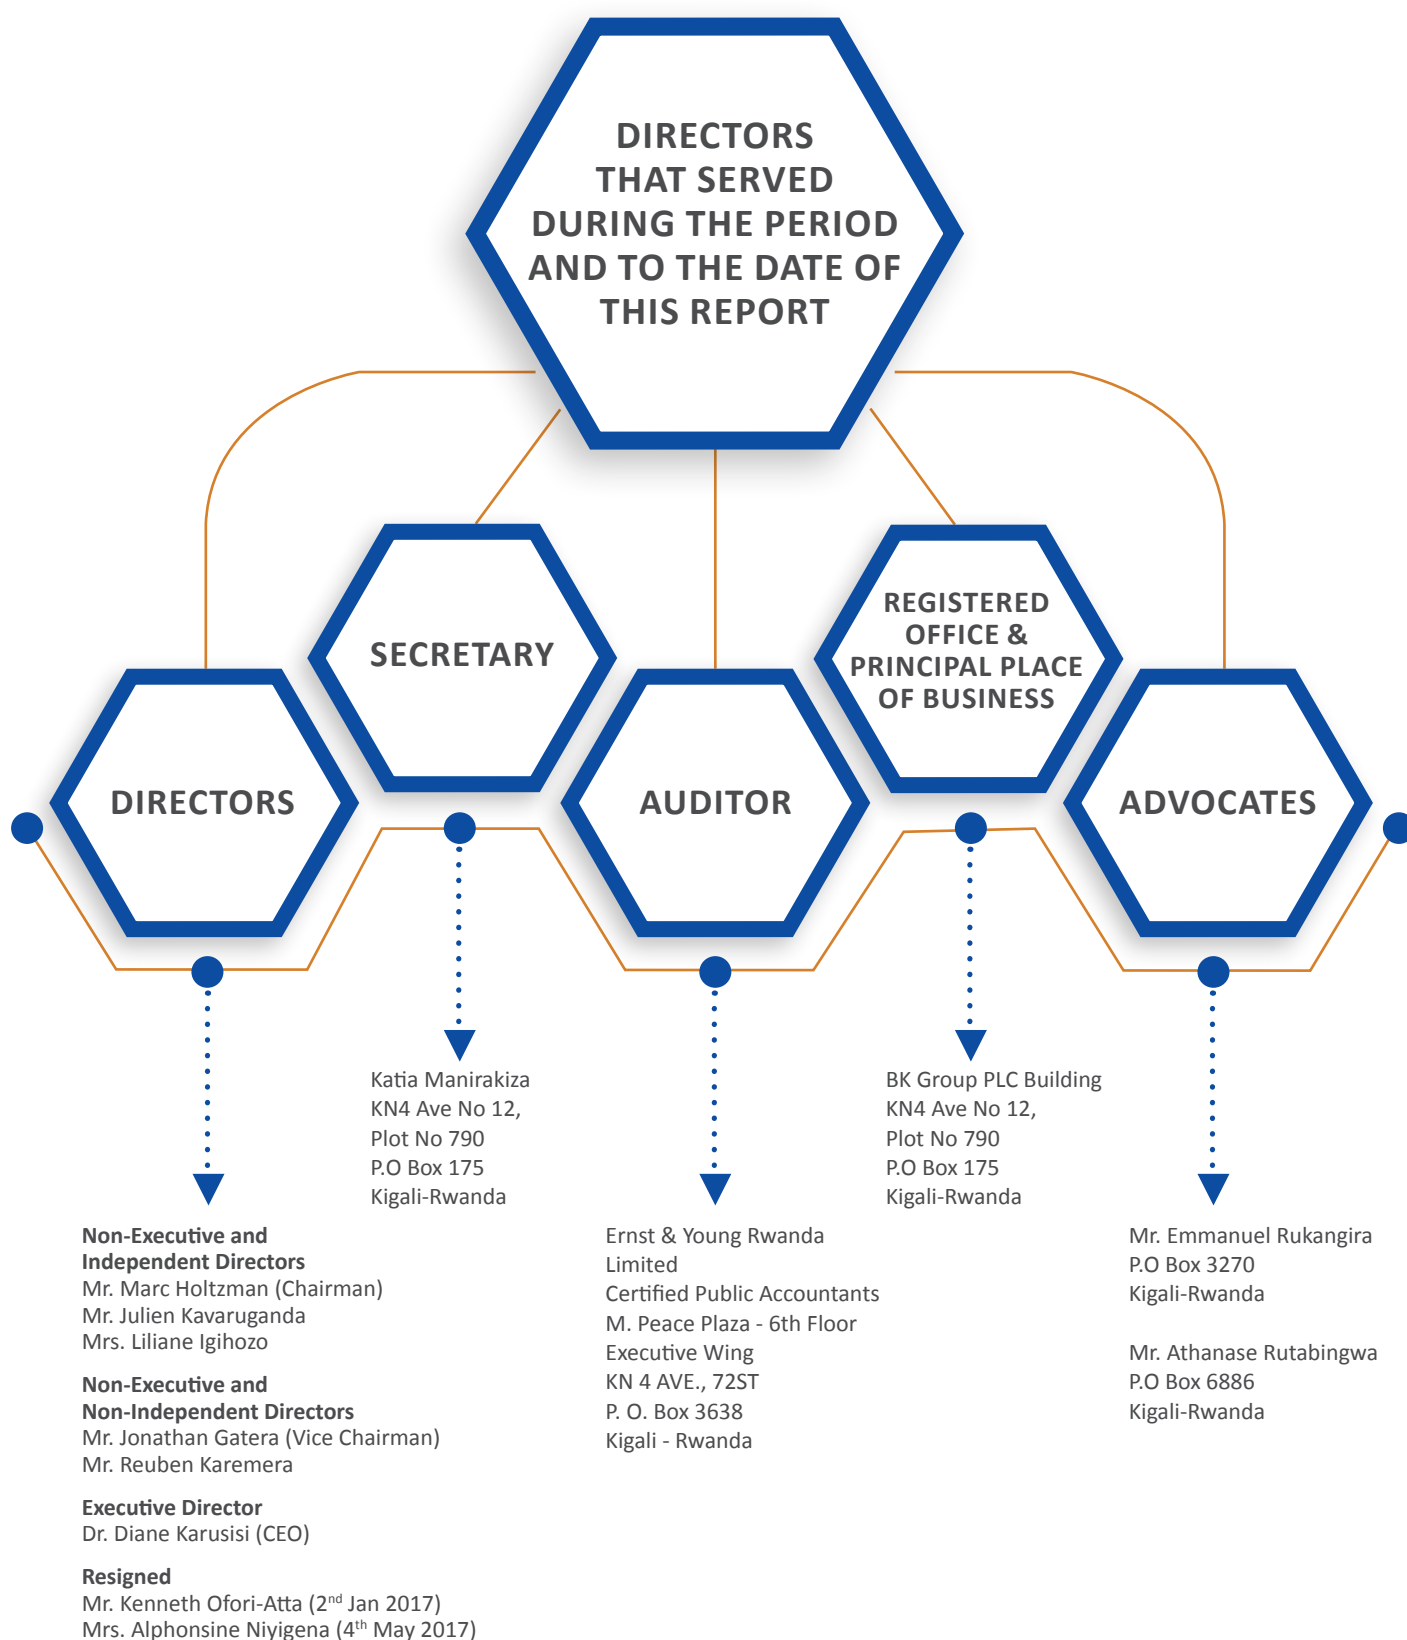 DIRECTORS
THAT SERVED
DURING THE PERIOD
AND TO THE DATE OF
THIS REPORT
DIRECTORS
SECRETARY
AUDITOR
REGISTERED
OFFICE &
PRINCIPAL PLACE
OF BUSINESS
ADVOCATES
Non-Executive and
Independent Directors
Mr. Marc Holtzman (Chairman)
Mr. Julien Kavaruganda
Mrs. Liliane Igihozo
Non-Executive and
Non-Independent Directors
Mr. Jonathan Gatera (Vice Chairman)
Mr. Reuben Karemera
Executive Director
Dr. Diane Karusisi (CEO)
Resigned
Mr. Kenneth Ofori-Atta (2nd Jan 2017)
Mrs. Alphonsine Niyigena (4th May 2017)
Katia Manirakiza
KN4 Ave No 12,
Plot No 790
P.O Box 175
Kigali-Rwanda
Ernst & Young Rwanda
Limited
Certified Public Accountants
M. Peace Plaza - 6th Floor
Executive Wing
KN 4 AVE., 72ST
P. O. Box 3638
Kigali - Rwanda
BK Group PLC Building
KN4 Ave No 12,
Plot No 790
P.O Box 175
Kigali-Rwanda
Mr. Emmanuel Rukangira
P.O Box 3270
Kigali-Rwanda
Mr. Athanase Rutabingwa
P.O Box 6886
Kigali-Rwanda